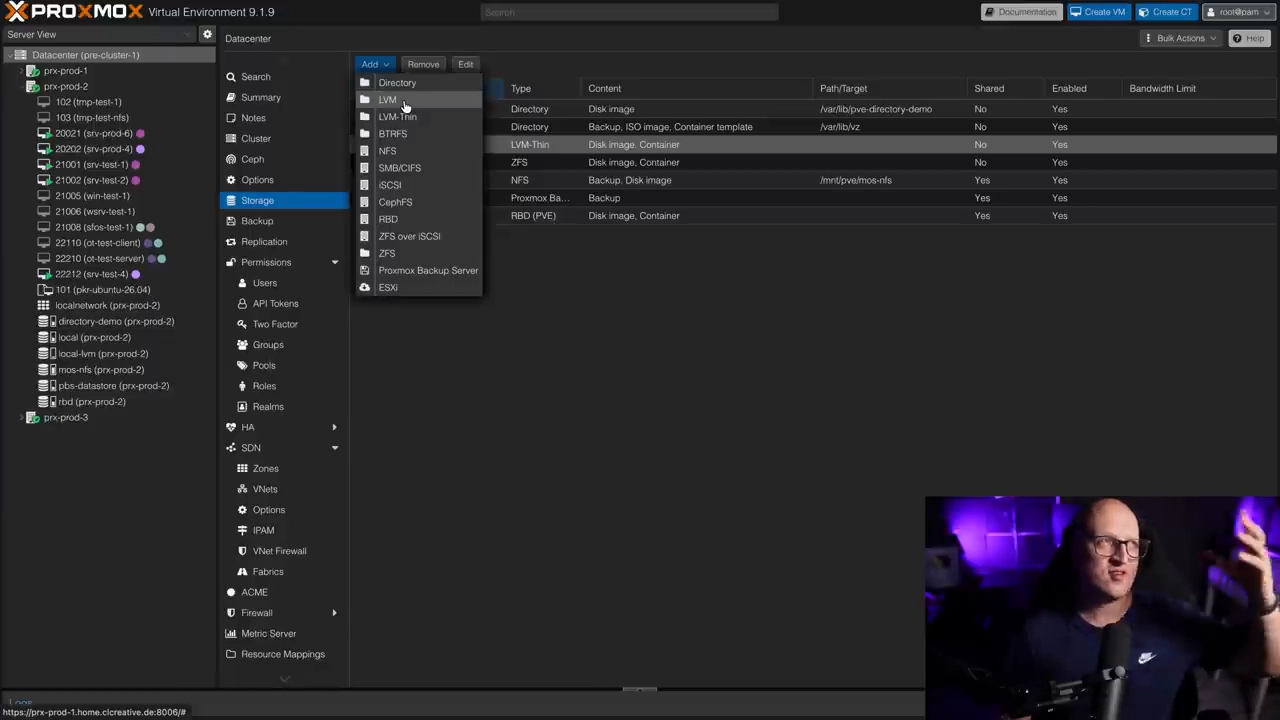 PROXMOX Virtual Environment 9.1.9
Search
Documentation
Create VM
Create CT
root@pam
Server View
Datacenter
Bulk Actions
Help
Datacenter (pre-cluster-1)
prx-prod-1
prx-prod-2
102 (tmp-test-1)
103 (tmp-test-nfs)
20021 (srv-prod-6)
20202 (srv-prod-4)
21001 (srv-test-1)
21002 (srv-test-2)
21005 (win-test-1)
21006 (wsrv-test-1)
21008 (sfos-test-1)
22110 (ot-test-client)
22210 (ot-test-server)
22212 (srv-test-4)
101 (pkr-ubuntu-26.04)
localnetwork (prx-prod-2)
directory-demo (prx-prod-2)
local (prx-prod-2)
local-lvm (prx-prod-2)
mos-nfs (prx-prod-2)
pbs-datastore (prx-prod-2)
rbd (prx-prod-2)
prx-prod-3
Search
Summary
Notes
Cluster
Ceph
Options
Storage
Backup
Replication
Permissions
Users
API Tokens
Two Factor
Groups
Pools
Roles
Realms
HA
SDN
Zones
VNets
Options
IPAM
VNet Firewall
Fabrics
ACME
Firewall
Metric Server
Resource Mappings
Add
Remove
Edit
Directory
LVM
LVM-Thin
BTRFS
NFS
SMB/CIFS
iSCSI
CephFS
RBD
ZFS over iSCSI
ZFS
Proxmox Backup Server
ESXi
Type Content Path/Target Shared Enabled Bandwidth Limit
Directory Disk image /var/lib/pve-directory-demo No Yes
Directory Backup, ISO image, Container template /var/lib/vz No Yes
LVM-Thin Disk image, Container No Yes
ZFS Disk image, Container No Yes
NFS Backup, Disk image /mnt/pve/mos-nfs Yes Yes
Proxmox Ba... Backup Yes Yes
RBD (PVE) Disk image, Container Yes Yes
Logs
https://prx-prod-1.home.clcreative.de:8006/#